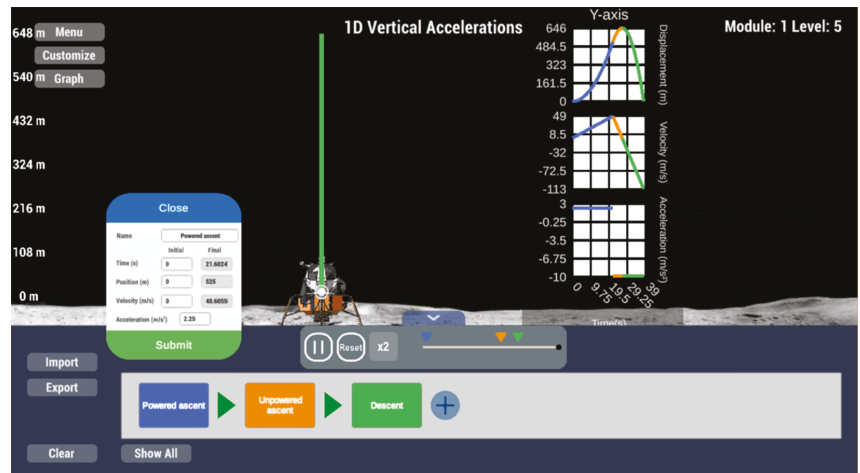 1D Vertical Accelerations
Module: 1 Level: 5
648 m
Menu
Customize
540 m
Graph
432 m
324 m
216 m
108 m
0 m
Y-axis
646
484.5
323
161.5
0
Displacement (m)
49
8.5
-32
-72.5
-113
Velocity (m/s)
3
-0.25
-3.5
-6.75
-10
Acceleration (m/s²)
0
9.75
19.5
29.25
39
Time(s)
Close
Name Powered ascent
Initial Final
Time (s) 0 21.6024
Position (m) 0 525
Velocity (m/s) 0 48.6055
Acceleration (m/s²) 2.25
Submit
Reset
x2
Import
Export
Powered ascent
Unpowered
ascent
Descent
Clear
Show All